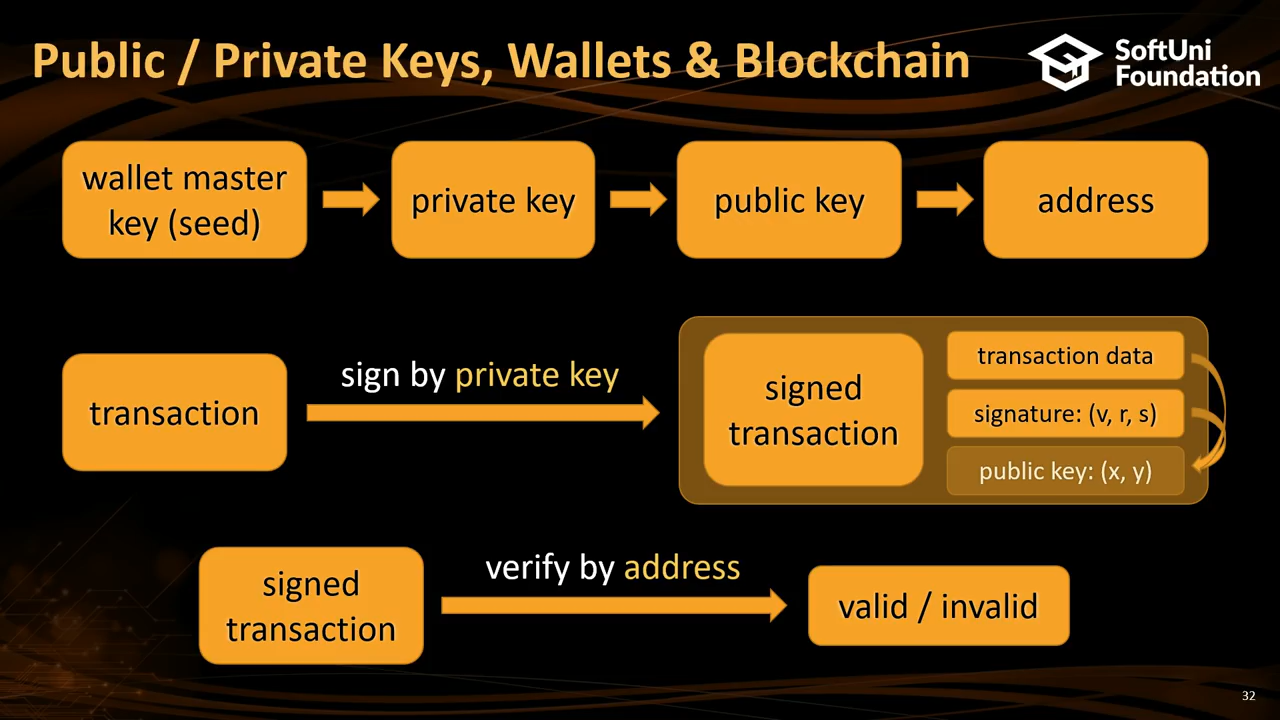 Public / Private Keys, Wallets & Blockchain
SoftUni
Foundation
wallet master
key (seed)
private key
public key
address
transaction
sign by private key
signed
transaction
transaction data
signature: (v, r, s)
public key: (x, y)
signed
transaction
verify by address
valid / invalid
32